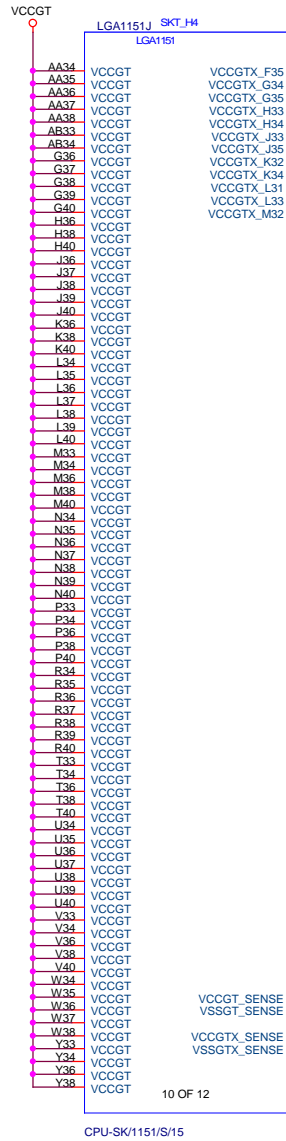 VCCGT
LGA1151J SKT_H4
LGA1151
AA34 VCCGT VCCGTX_F35
AA35 VCCGT VCCGTX_G34
AA36 VCCGT VCCGTX_G35
AA37 VCCGT VCCGTX_H33
AA38 VCCGT VCCGTX_H34
AB33 VCCGT VCCGTX_J33
AB34 VCCGT VCCGTX_J35
G36 VCCGT VCCGTX_K32
G37 VCCGT VCCGTX_K34
G38 VCCGT VCCGTX_L31
G39 VCCGT VCCGTX_L33
G40 VCCGT VCCGTX_M32
H36 VCCGT
H38 VCCGT
H40 VCCGT
J36 VCCGT
J37 VCCGT
J38 VCCGT
J39 VCCGT
J40 VCCGT
K36 VCCGT
K38 VCCGT
K40 VCCGT
L34 VCCGT
L35 VCCGT
L36 VCCGT
L37 VCCGT
L38 VCCGT
L39 VCCGT
L40 VCCGT
M33 VCCGT
M34 VCCGT
M36 VCCGT
M38 VCCGT
M40 VCCGT
N34 VCCGT
N35 VCCGT
N36 VCCGT
N37 VCCGT
N38 VCCGT
N39 VCCGT
N40 VCCGT
P33 VCCGT
P34 VCCGT
P36 VCCGT
P38 VCCGT
P40 VCCGT
R34 VCCGT
R35 VCCGT
R36 VCCGT
R37 VCCGT
R38 VCCGT
R39 VCCGT
R40 VCCGT
T33 VCCGT
T34 VCCGT
T36 VCCGT
T38 VCCGT
T40 VCCGT
U34 VCCGT
U35 VCCGT
U36 VCCGT
U37 VCCGT
U38 VCCGT
U39 VCCGT
U40 VCCGT
V33 VCCGT
V34 VCCGT
V36 VCCGT
V38 VCCGT
V40 VCCGT
W34 VCCGT
W35 VCCGT VCCGT_SENSE
W36 VCCGT VSSGT_SENSE
W37 VCCGT
W38 VCCGT VCCGTX_SENSE
Y33 VCCGT VSSGTX_SENSE
Y34 VCCGT
Y36 VCCGT
Y38 VCCGT
10 OF 12
CPU-SK/1151/S/15